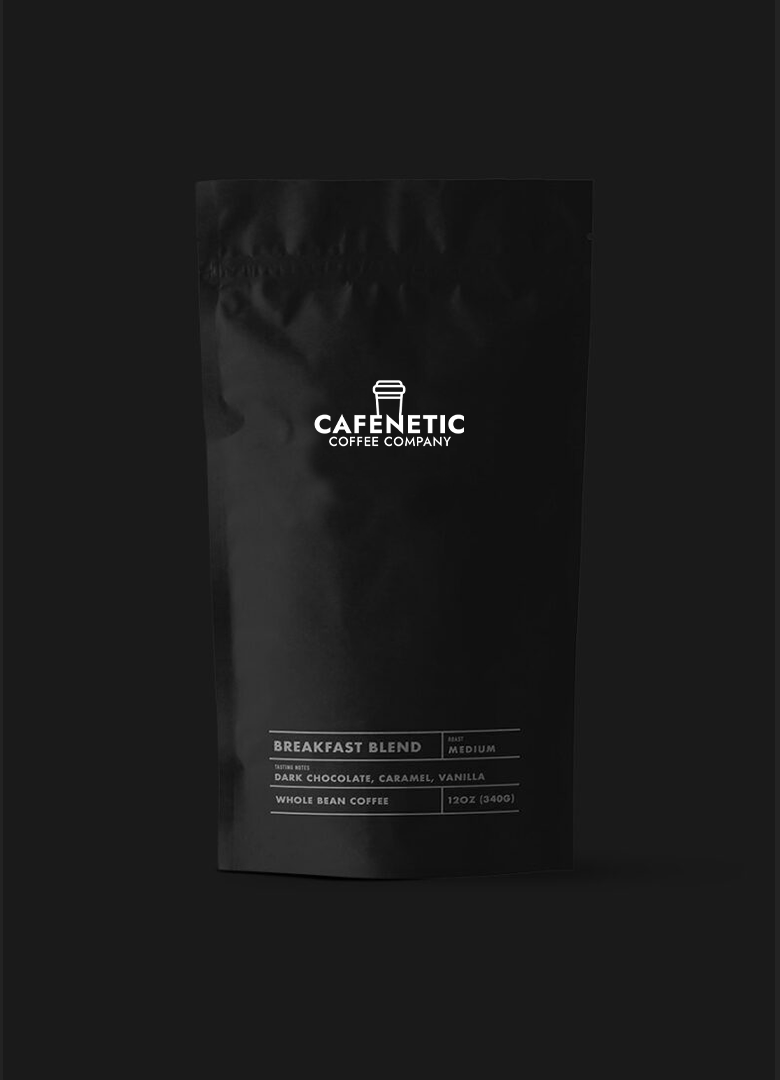 CAFENETIC
COFFEE COMPANY
BREAKFAST BLEND
ROAST
MEDIUM
TASTING NOTES
DARK CHOCOLATE, CARAMEL, VANILLA
WHOLE BEAN COFFEE
12OZ (340G)